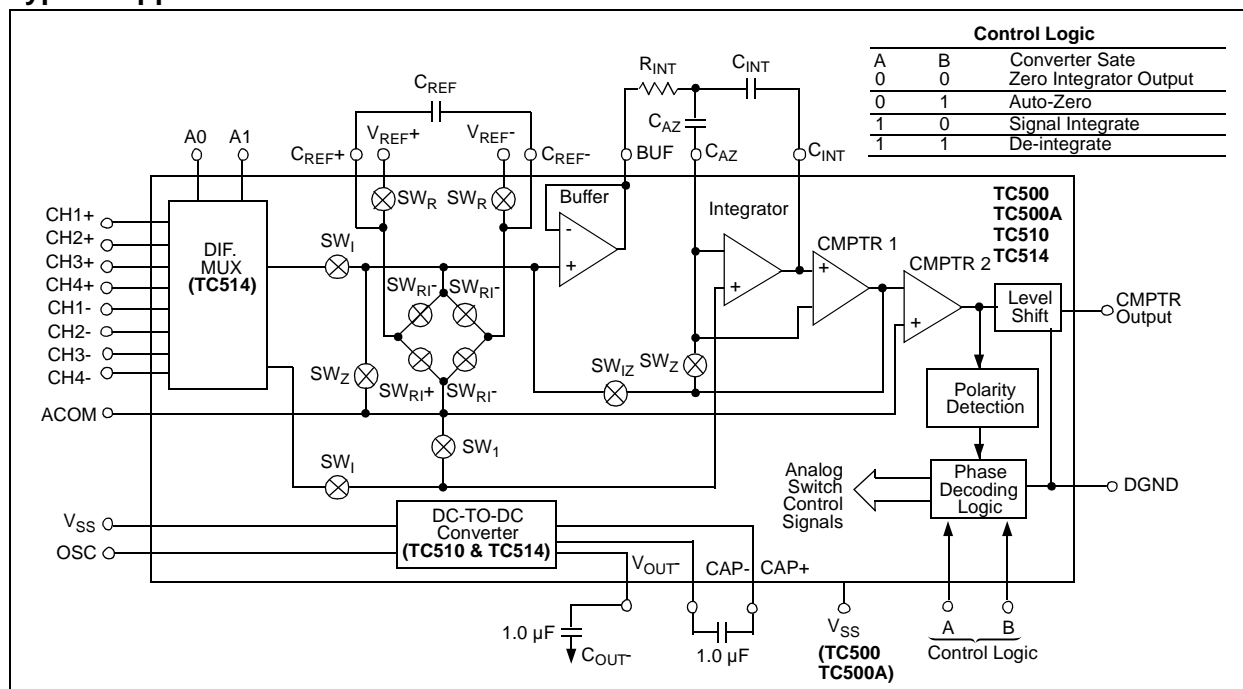 Control Logic
A B Converter Sate
0 0 Zero Integrator Output
0 1 Auto-Zero
1 0 Signal Integrate
1 1 De-integrate
RINT
CINT
CREF
CAZ
VREF+
VREF-
A0
A1
CREF+
CREF-
BUF
CAZ
CINT
SWR
SWR
Buffer
Integrator
TC500
TC500A
TC510
TC514
CH1+
CH2+
CH3+
CH4+
CH1-
CH2-
CH3-
CH4-
DIF.
MUX
(TC514)
SWI
-
+
CMPTR 1
+
CMPTR 2
+
+
Level
Shift
CMPTR
Output
SWRI-
SWRI-
SWZ
SWRI+
SWRI-
SWIZ
SWZ
Polarity
Detection
ACOM
SW1
SWI
Analog
Switch
Control
Signals
Phase
Decoding
Logic
DGND
VSS
OSC
DC-TO-DC
Converter
(TC510 & TC514)
VOUT-
CAP-
CAP+
1.0 µF
COUT-
1.0 µF
VSS
(TC500
TC500A)
A
B
Control Logic